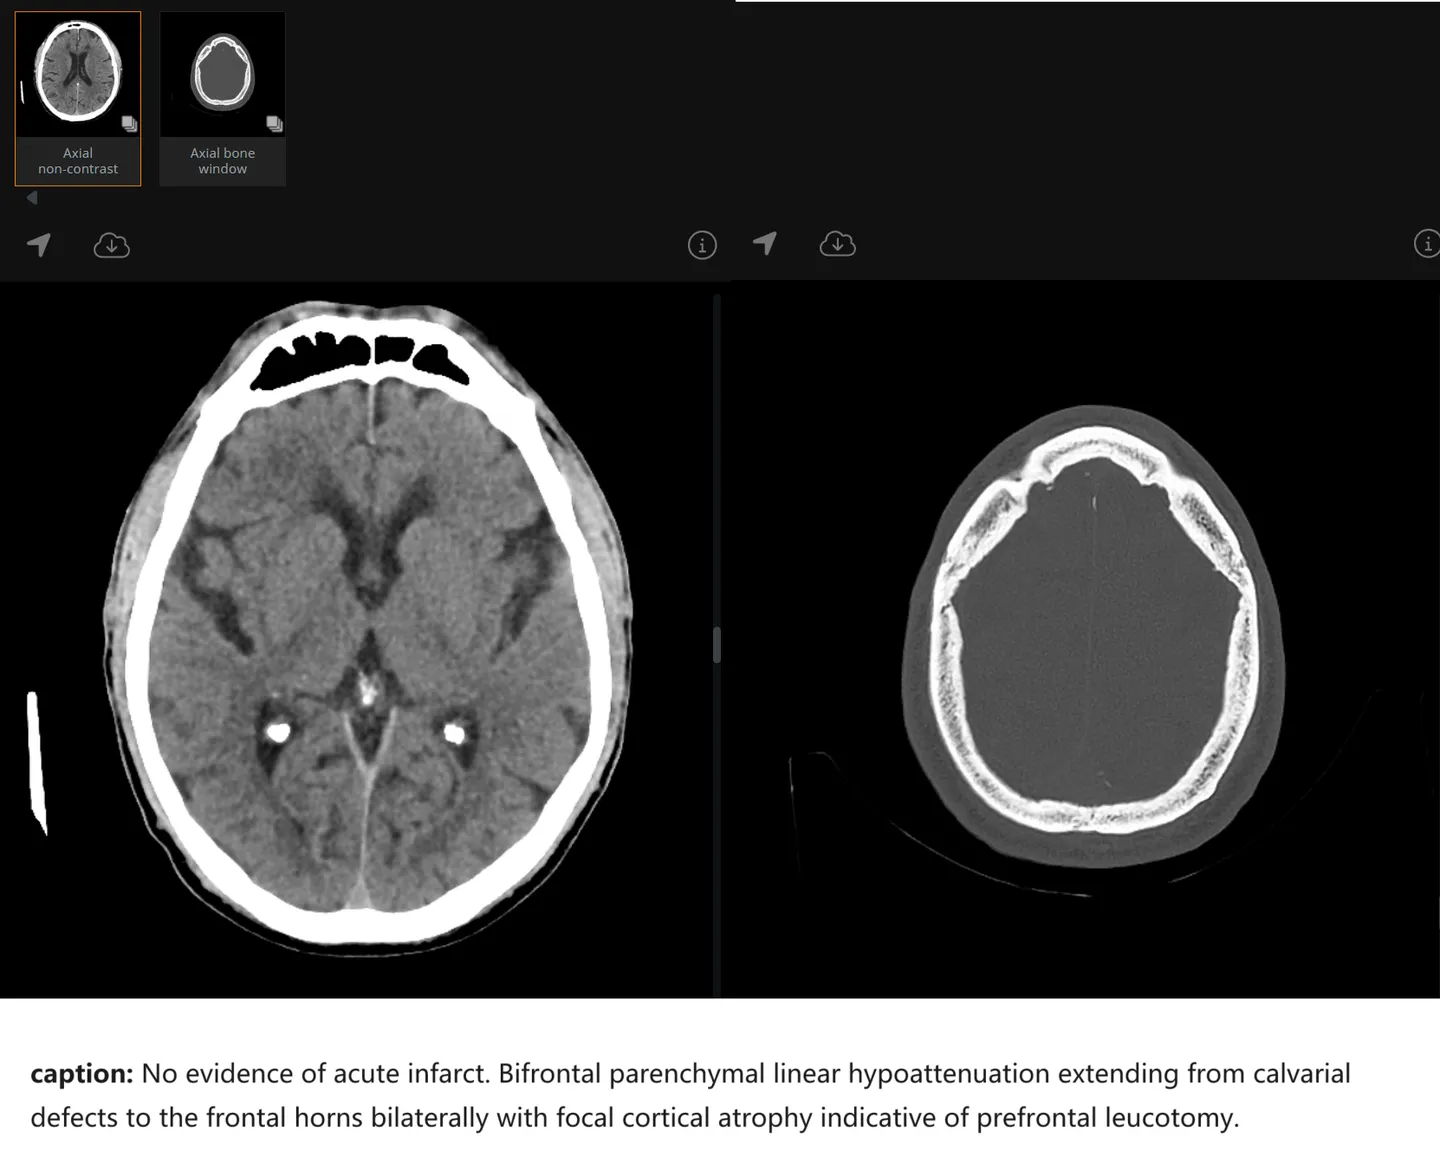 Axial
non-contrast
Axial bone
window
caption: No evidence of acute infarct. Bifrontal parenchymal linear hypoattenuation extending from calvarial
defects to the frontal horns bilaterally with focal cortical atrophy indicative of prefrontal leucotomy.